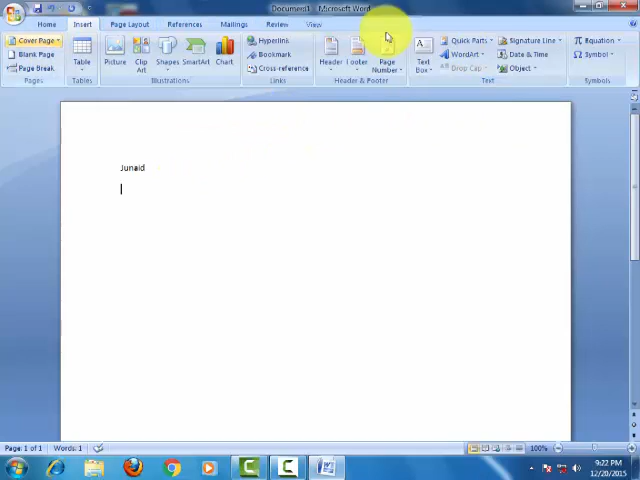 Document1 - Microsoft Word
Home Insert Page Layout References Mailings Review View
Cover Page
Blank Page
Page Break
Pages
Table
Tables
Picture
Clip Art
Shapes
SmartArt
Chart
Illustrations
Hyperlink
Bookmark
Cross-reference
Links
Header
Footer
Page Number
Header & Footer
Text Box
Quick Parts
WordArt
Drop Cap
Signature Line
Date & Time
Object
Text
Equation
Symbol
Symbols
Junaid
Page: 1 of 1 Words: 1 100%
9:22 PM
12/20/2015